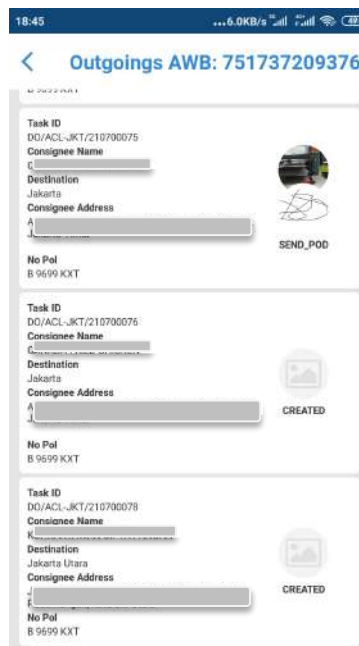 18:45
...6.0KB/s
Outgoings AWB: 751737209376
B 9699 KXT
Task ID
DO/ACL-JKT/210700075
Consignee Name
Destination
Jakarta
Consignee Address
SEND_POD
No Pol
B 9699 KXT
Task ID
DO/ACL-JKT/210700076
Consignee Name
Destination
Jakarta
Consignee Address
CREATED
No Pol
B 9699 KXT
Task ID
DO/ACL-JKT/210700078
Consignee Name
Destination
Jakarta Utara
Consignee Address
CREATED
No Pol
B 9699 KXT